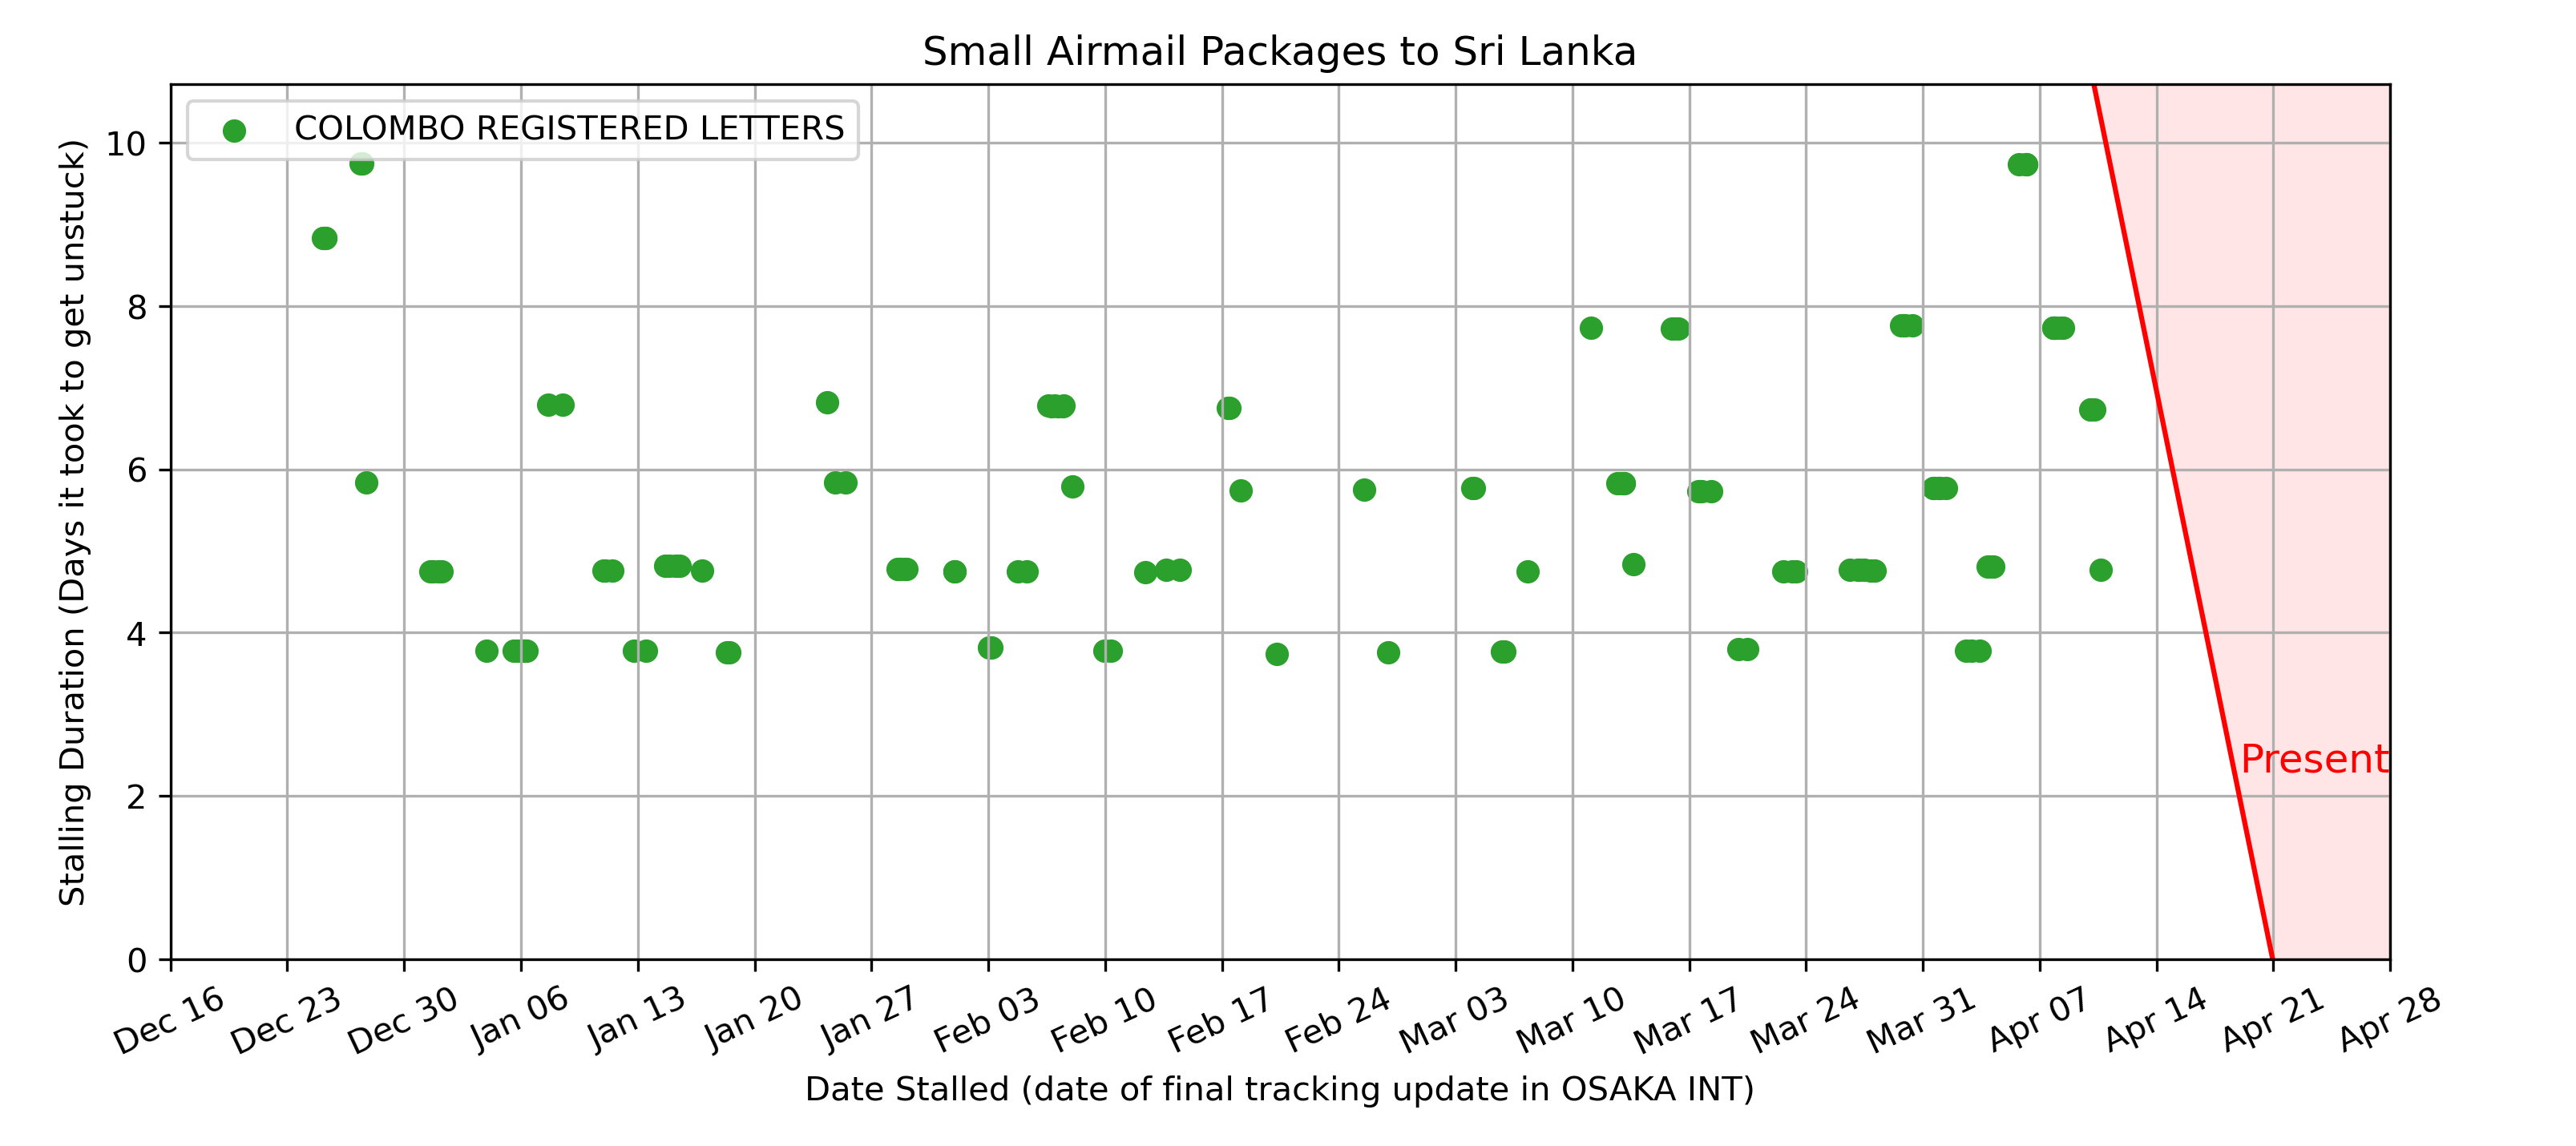 Small Airmail Packages to Sri Lanka
COLOMBO REGISTERED LETTERS
Stalling Duration (Days it took to get unstuck)
10
8
6
4
2
0
Present
Dec 16
Dec 23
Dec 30
Jan 06
Jan 13
Jan 20
Jan 27
Feb 03
Feb 10
Feb 17
Feb 24
Mar 03
Mar 10
Mar 17
Mar 24
Mar 31
Apr 07
Apr 14
Apr 21
Apr 28
Date Stalled (date of final tracking update in OSAKA INT)